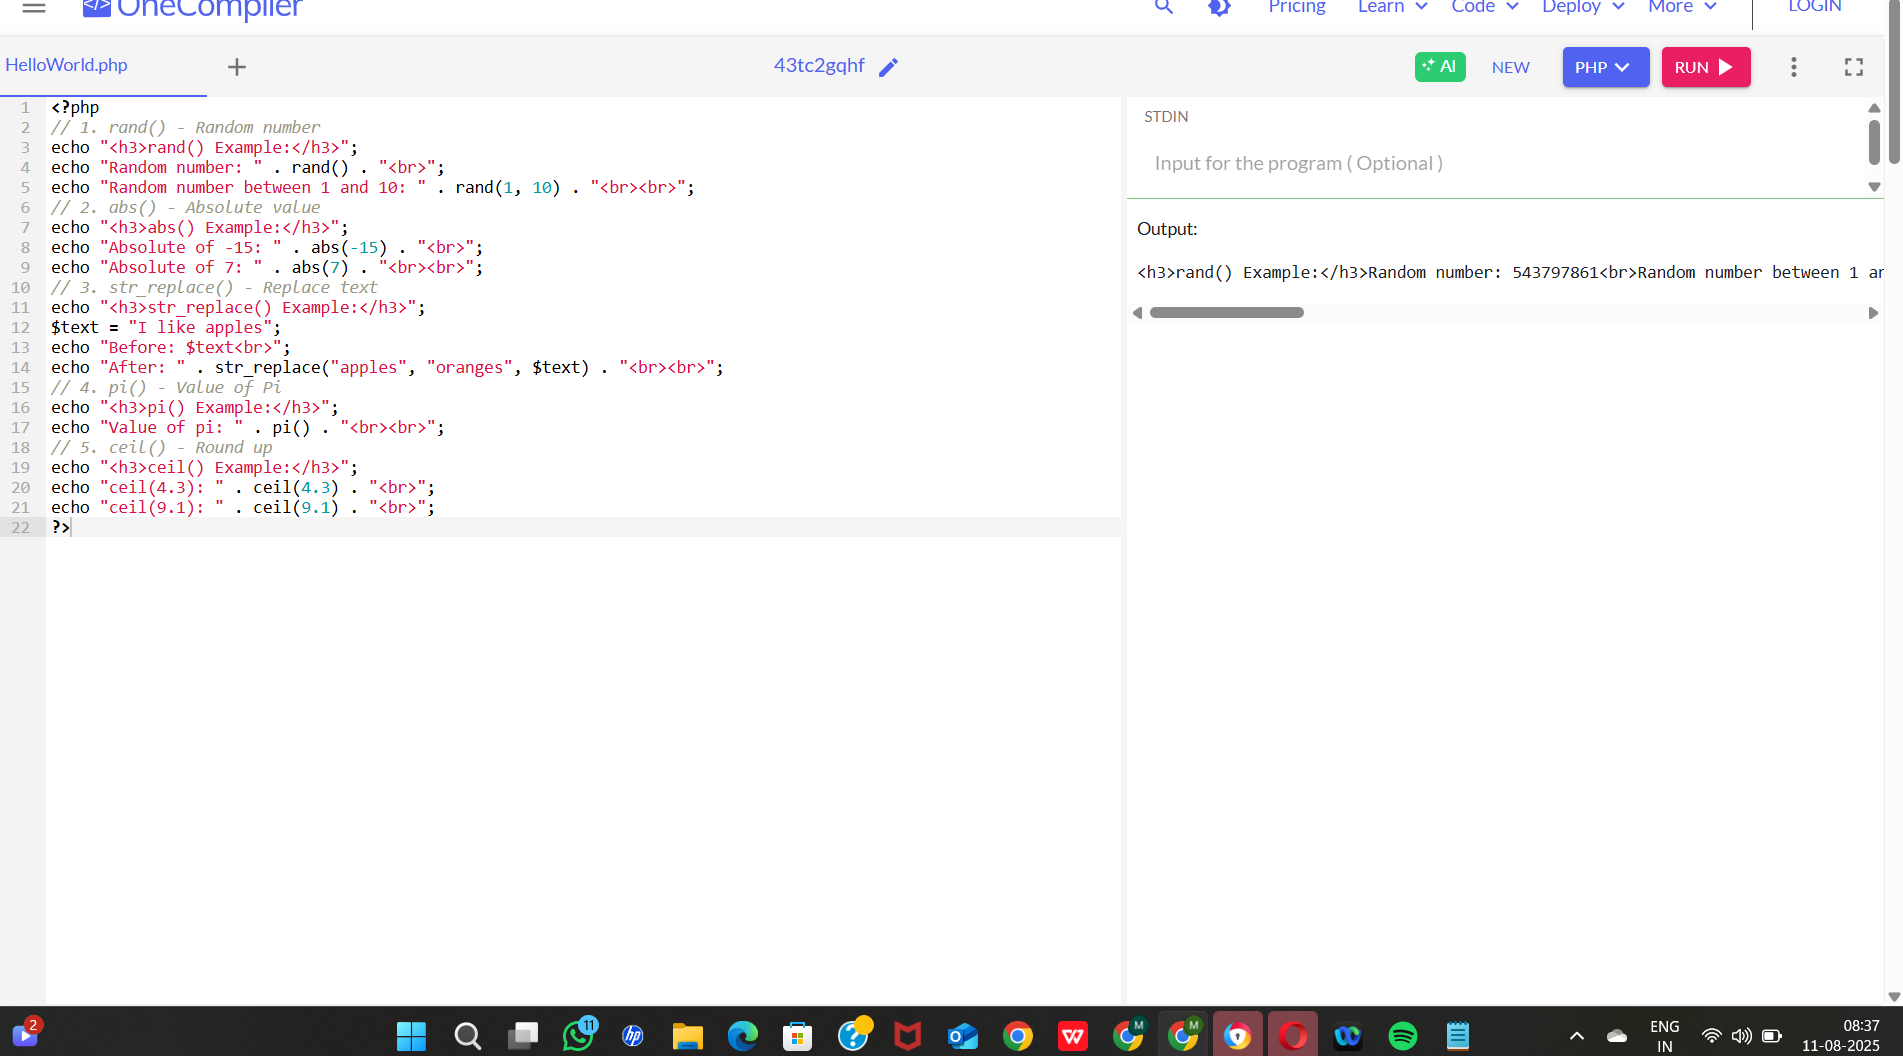 OneCompiler
Pricing Learn Code Deploy More LOGIN
HelloWorld.php
43tc2gqhf
AI NEW PHP RUN
1 <?php
2 // 1. rand() - Random number
3 echo "<h3>rand() Example:</h3>";
4 echo "Random number: " . rand() . "<br>";
5 echo "Random number between 1 and 10: " . rand(1, 10) . "<br><br>";
6 // 2. abs() - Absolute value
7 echo "<h3>abs() Example:</h3>";
8 echo "Absolute of -15: " . abs(-15) . "<br>";
9 echo "Absolute of 7: " . abs(7) . "<br><br>";
10 // 3. str_replace() - Replace text
11 echo "<h3>str_replace() Example:</h3>";
12 $text = "I like apples";
13 echo "Before: $text<br>";
14 echo "After: " . str_replace("apples", "oranges", $text) . "<br><br>";
15 // 4. pi() - Value of Pi
16 echo "<h3>pi() Example:</h3>";
17 echo "Value of pi: " . pi() . "<br><br>";
18 // 5. ceil() - Round up
19 echo "<h3>ceil() Example:</h3>";
20 echo "ceil(4.3): " . ceil(4.3) . "<br>";
21 echo "ceil(9.1): " . ceil(9.1) . "<br>";
22 ?>
STDIN
Input for the program ( Optional )
Output:
<h3>rand() Example:</h3>Random number: 543797861<br>Random number between 1 ar
2
11
hp
M
M
ENG
IN
08:37
11-08-2025